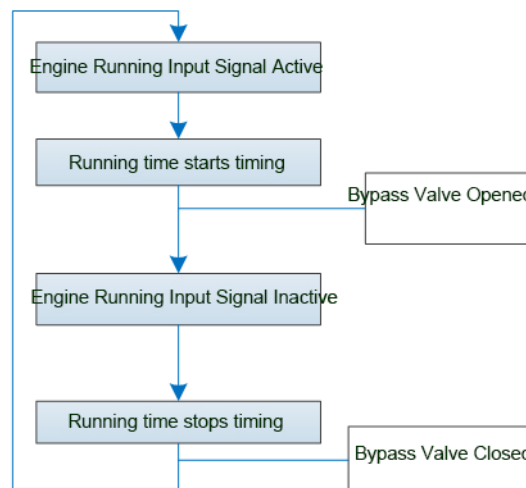 Engine Running Input Signal Active
Running time starts timing
Bypass Valve Opened
Engine Running Input Signal Inactive
Running time stops timing
Bypass Valve Closed